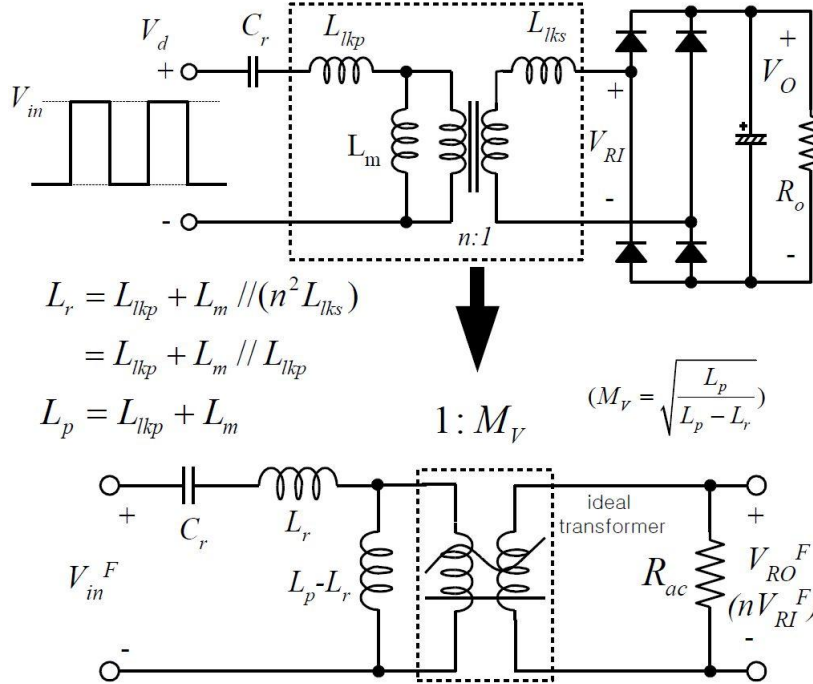 V_d C_r L_lkp L_lks
+ + +
V_in L_m V_RI V_O
R_o
- - -
n:1
L_r = L_lkp + L_m //(n^2 L_lks)
= L_lkp + L_m // L_lkp
L_p = L_lkp + L_m
1: M_V
(M_V = √(L_p / (L_p - L_r)))
ideal
transformer
+ C_r L_r +
V_in^F L_p-L_r R_ac V_RO^F
(nV_RI^F)
- -